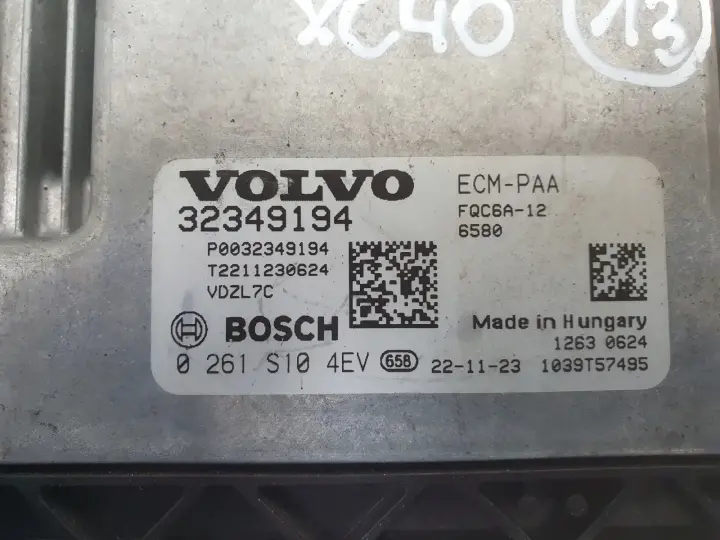 XC40 13
VOLVO ECM-PAA
32349194 FQC6A-12
6580
P0032349194
T2211230624
VDZL7C
BOSCH Made in Hungary
1263 0624
0 261 S10 4EV 658 22-11-23 1039T57495